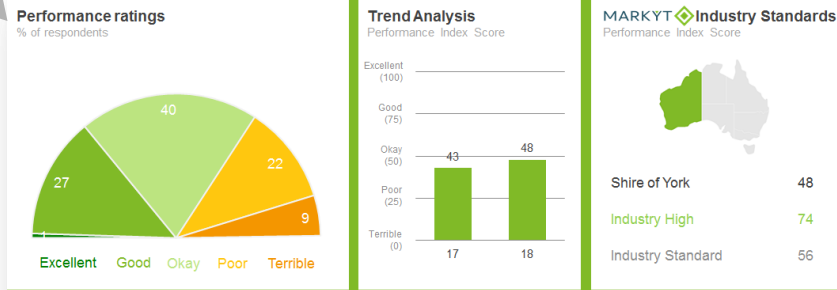 Performance ratings
% of respondents
40
27
22
9
1
Excellent Good Okay Poor Terrible
Trend Analysis
Performance Index Score
Excellent
(100)
Good
(75)
Okay
(50)
Poor
(25)
Terrible
(0)
43
48
17
18
MARKYT Industry Standards
Performance Index Score
Shire of York 48
Industry High 74
Industry Standard 56